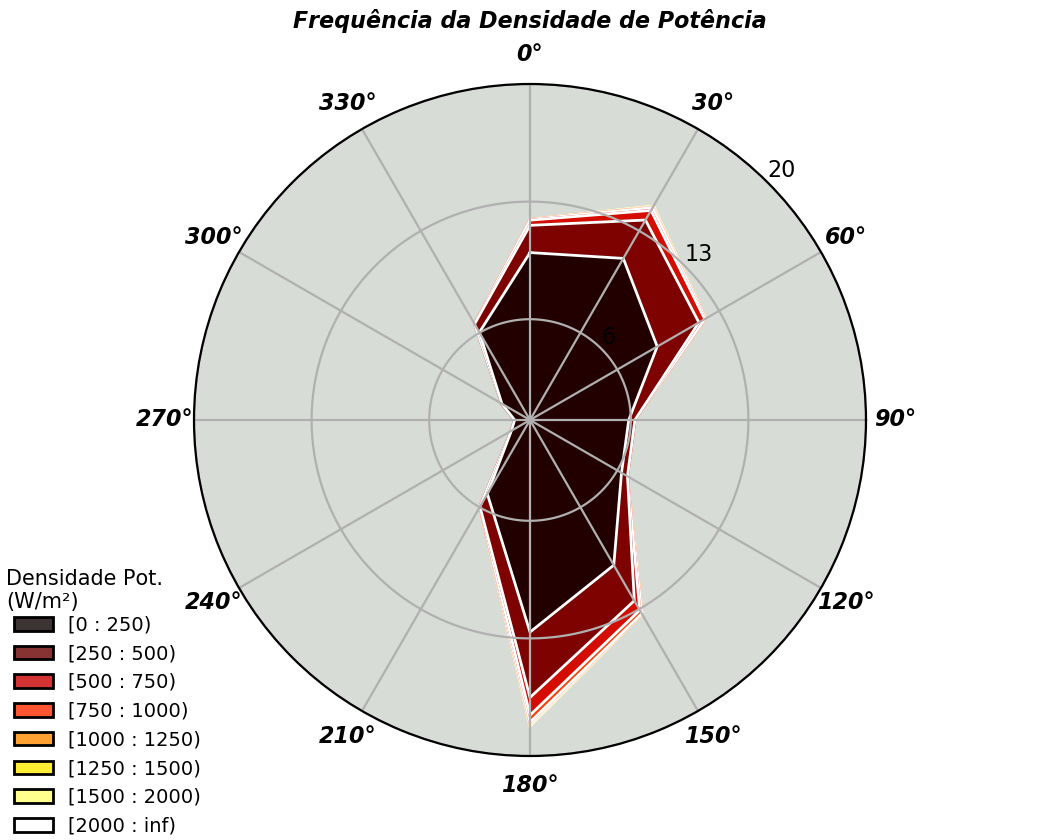 Frequência da Densidade de Potência
0°
330°
30°
20
300°
60°
13
6
270°
90°
240°
120°
210°
150°
180°
Densidade Pot.
(W/m²)
[0 : 250)
[250 : 500)
[500 : 750)
[750 : 1000)
[1000 : 1250)
[1250 : 1500)
[1500 : 2000)
[2000 : inf)